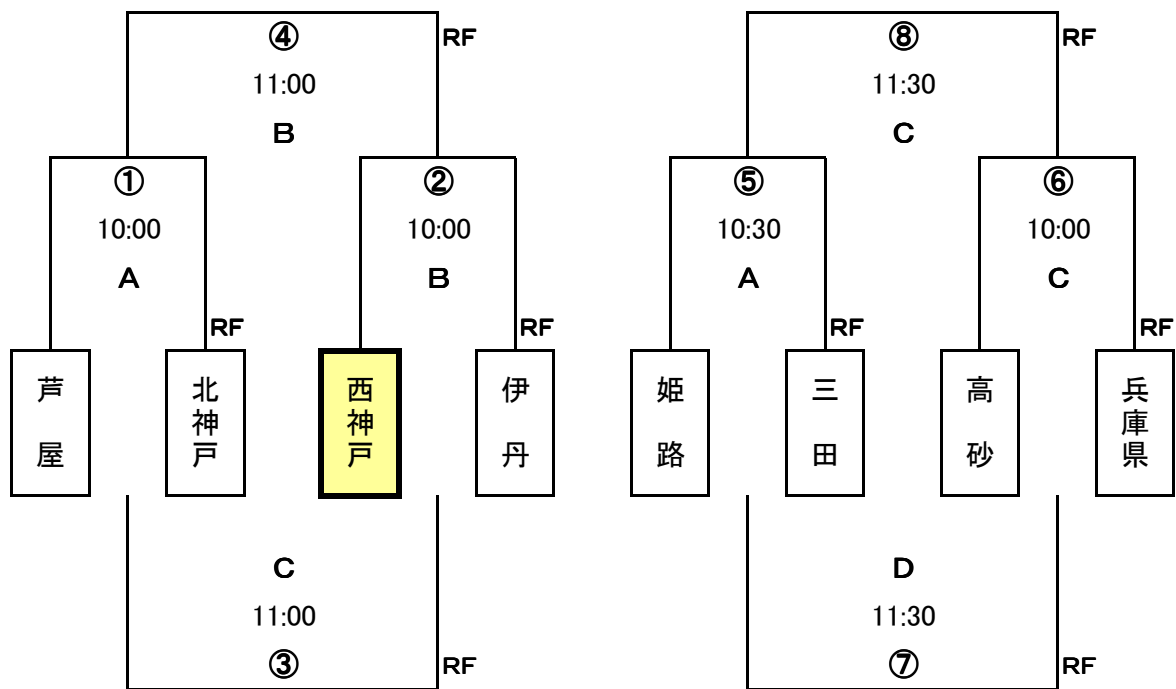 ④ RF
11:00
B
⑧ RF
11:30
C
① ② ⑤ ⑥
10:00 10:00 10:30 10:00
A B A C
RF RF RF RF
芦屋
北神戸
西神戸
伊丹
姫路
三田
高砂
兵庫県
C
11:00
③ RF
D
11:30
⑦ RF